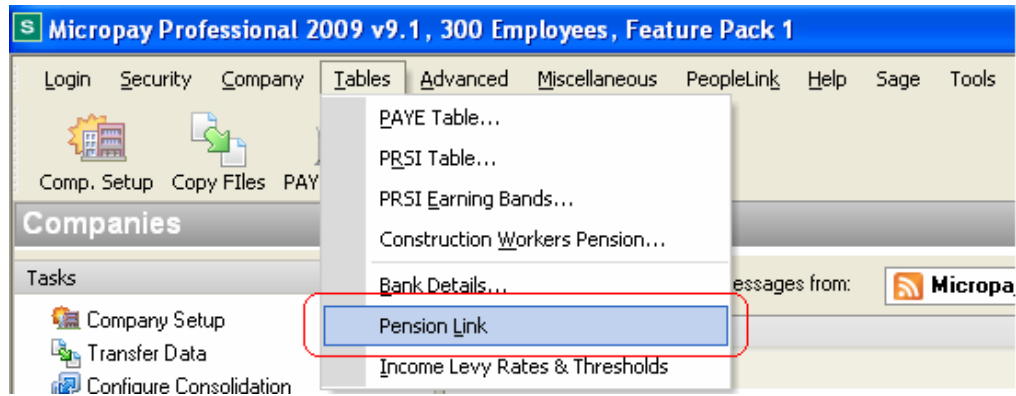 S Micropay Professional 2009 v9.1, 300 Employees, Feature Pack 1
Login Security Company Tables Advanced Miscellaneous PeopleLink Help Sage Tools
PAYE Table...
PRSI Table...
Comp. Setup Copy FIles PAY
PRSI Earning Bands...
Companies
Construction Workers Pension...
Tasks
Bank Details...
essages from:
Micropa
Company Setup
Pension Link
Transfer Data
Income Levy Rates & Thresholds
Configure Consolidation